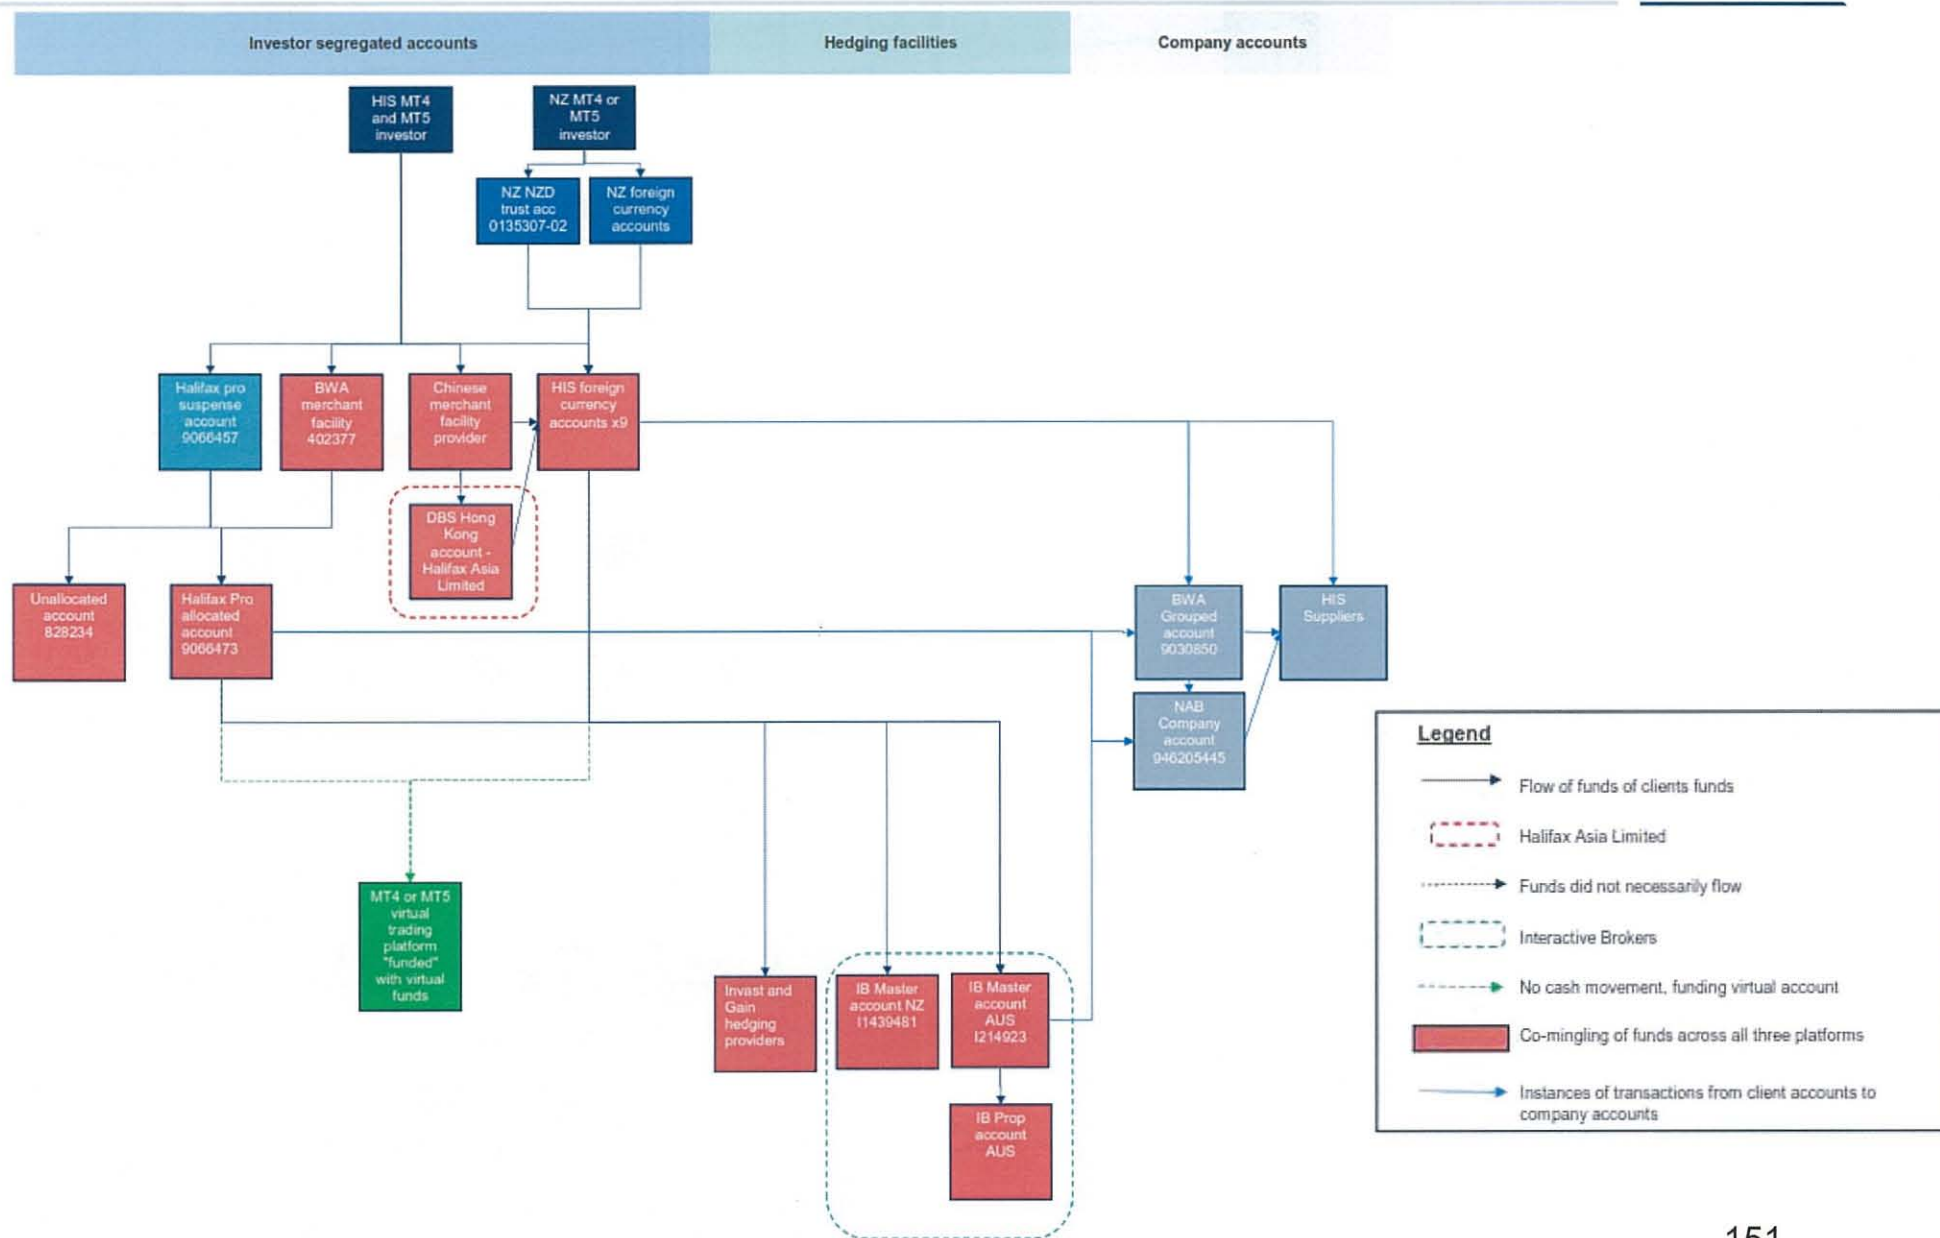 Investor segregated accounts
Hedging facilities
Company accounts
HIS MT4
and MT5
investor
NZ MT4 or
MT5
investor
NZ NZD
trust acc
0135307-02
NZ foreign
currency
accounts
Halifax pro
suspense
account
9066457
BWA
merchant
facility
402377
Chinese
merchant
facility
provider
HIS foreign
currency
accounts x9
DBS Hong
Kong
account -
Halifax Asia
Limited
Unallocated
account
828234
Halifax Pro
allocated
account
9066473
BWA
Grouped
account
9030850
HIS
Suppliers
NAB
Company
account
946205445
MT4 or MT5
virtual
trading
platform
"funded"
with virtual
funds
Invast and
Gain
hedging
providers
IB Master
account NZ
I1439481
IB Master
account
AUS
I214923
IB Prop
account
AUS
Legend
Flow of funds of clients funds
Halifax Asia Limited
Funds did not necessarily flow
Interactive Brokers
No cash movement, funding virtual account
Co-mingling of funds across all three platforms
Instances of transactions from client accounts to
company accounts
151